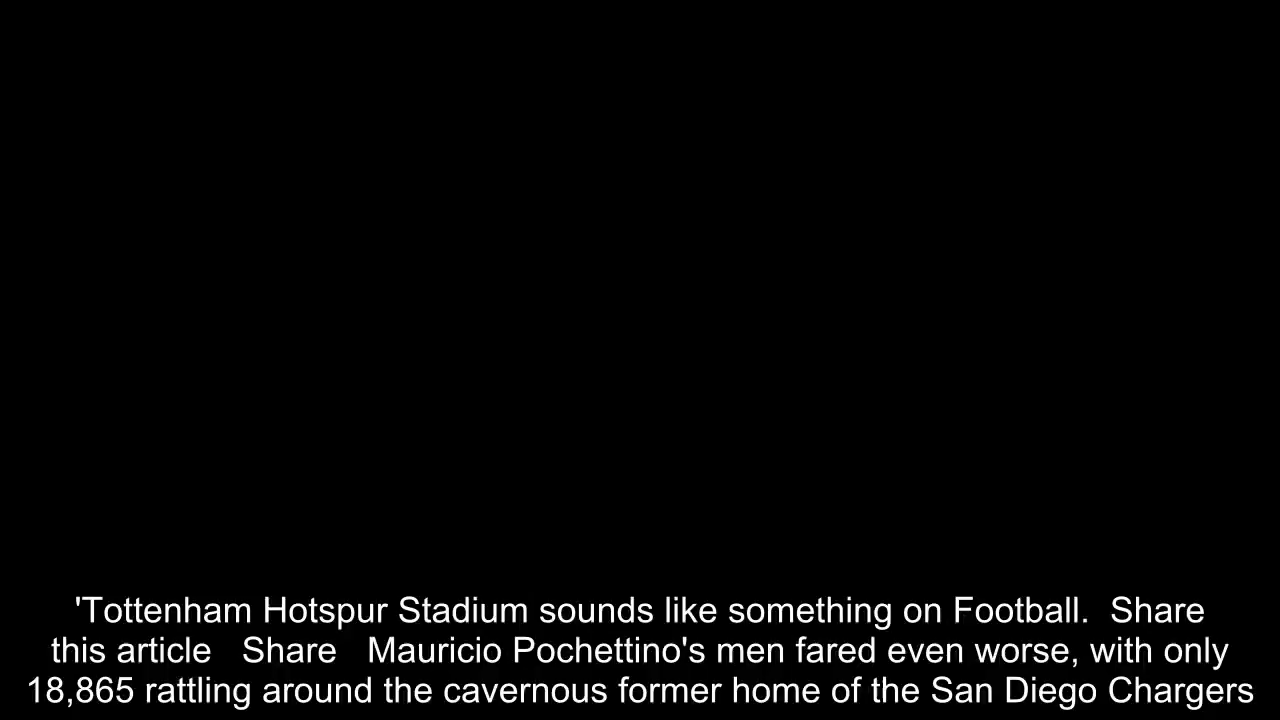 'Tottenham Hotspur Stadium sounds like something on Football.  Share
this article   Share   Mauricio Pochettino's men fared even worse, with only
18,865 rattling around the cavernous former home of the San Diego Chargers